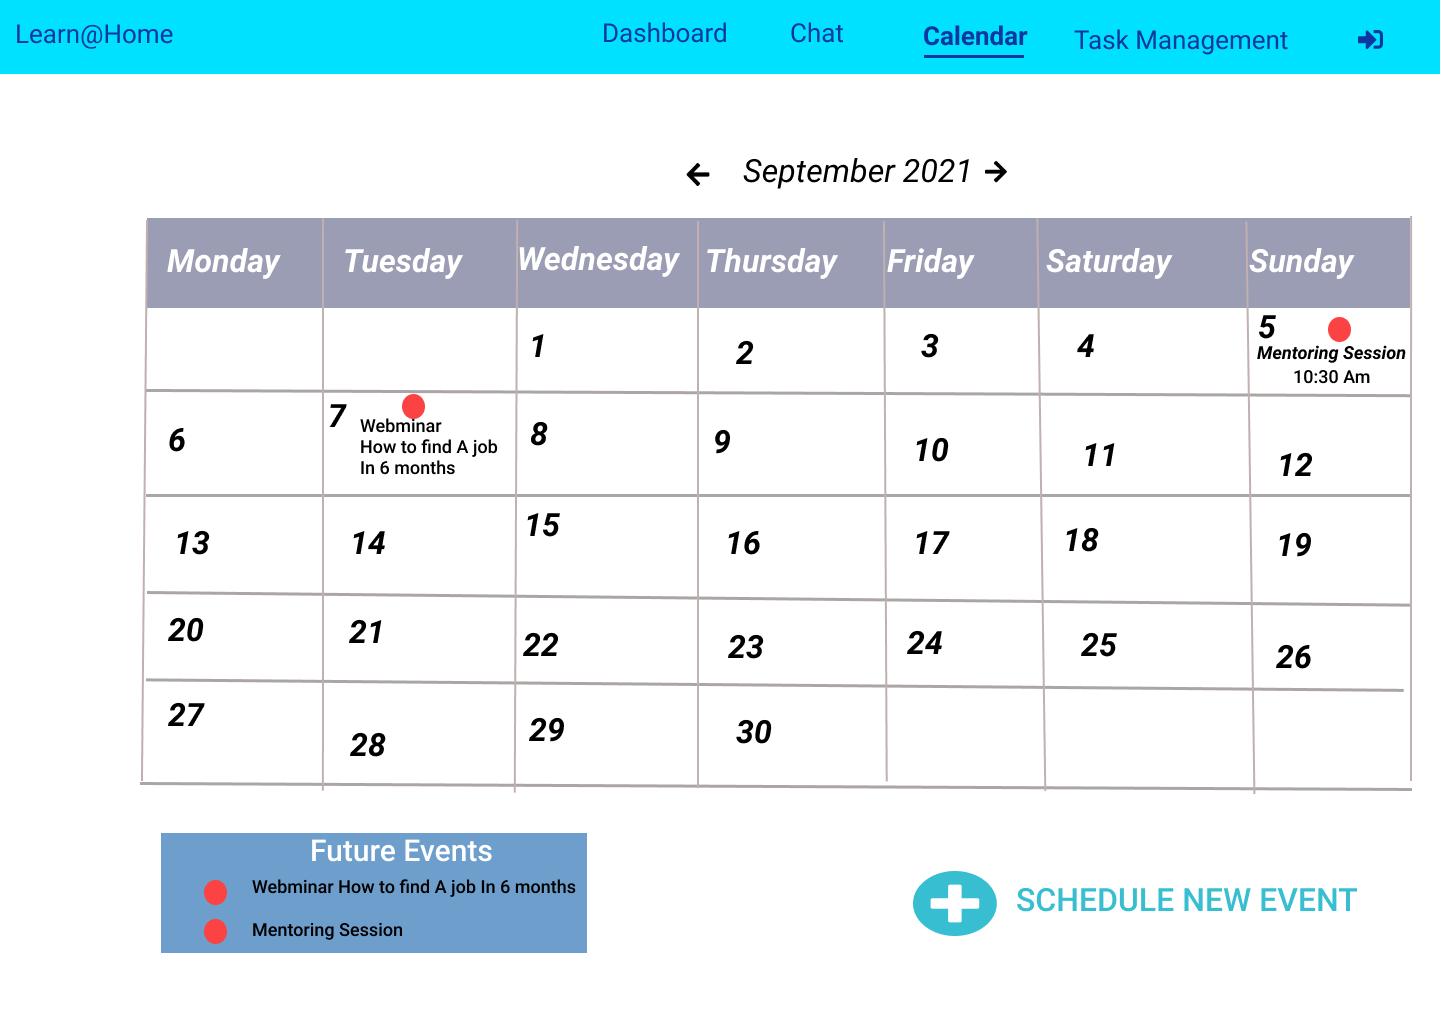 Learn@Home
Dashboard
Chat
Calendar
Task Management
September 2021
Monday
Tuesday
Wednesday
Thursday
Friday
Saturday
Sunday
1
2
3
4
5
Mentoring Session
10:30 Am
6
7
Webminar
How to find A job
In 6 months
8
9
10
11
12
13
14
15
16
17
18
19
20
21
22
23
24
25
26
27
28
29
30
Future Events
Webminar How to find A job In 6 months
Mentoring Session
SCHEDULE NEW EVENT